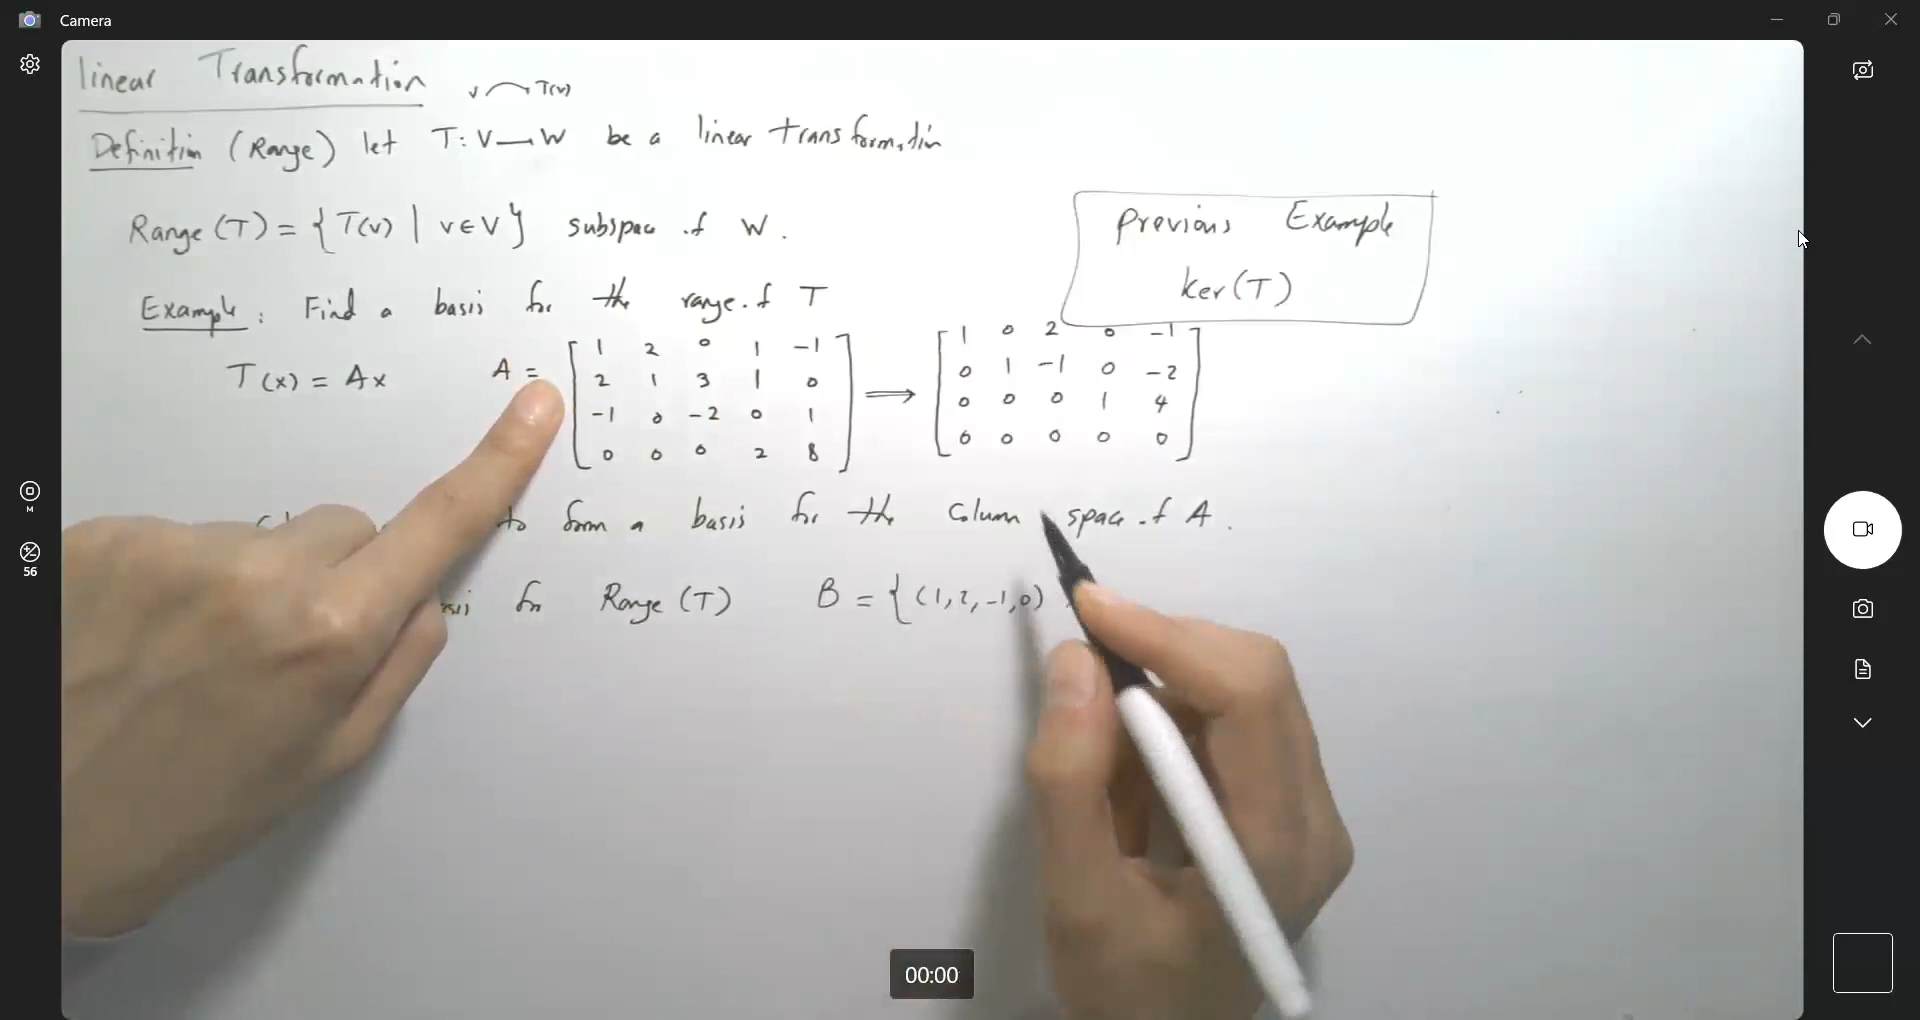 Camera
linear Transformation
v T(v)
Definition (Range) let T: V → W be a linear transformation
Range (T) = { T(v) | v ∈ V } subspace of W.
Previous Example
ker (T)
Example: Find a basis for the range of T
T(x) = Ax A = [ 1 2 0 1 -1 ⟹ [ 1 0 2 0 -1
2 1 3 1 0 0 1 -1 0 -2
-1 0 -2 0 1 0 0 0 1 4
0 0 0 2 8 ] 0 0 0 0 0 ]
to form a basis for the column space of A.
for Range (T) B = { (1, 2, -1, 0)
M
56
00:00